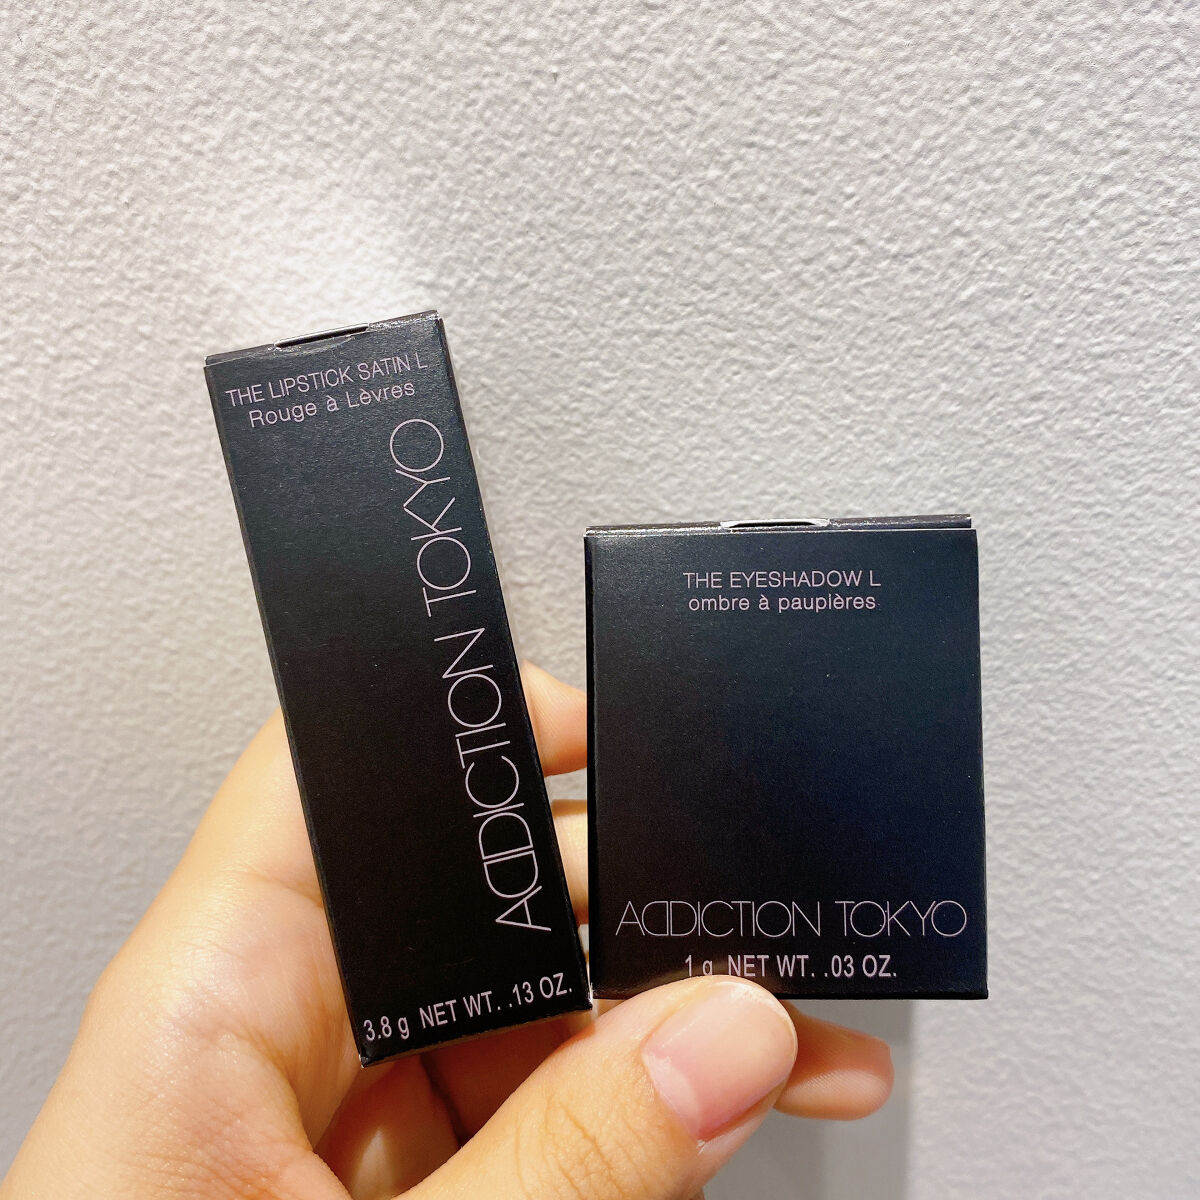 THE LIPSTICK SATIN L
Rouge à Lèvres
ADDICTION TOKYO
3.8 g NET WT. .13 OZ.
THE EYESHADOW L
ombre à paupières
ADDICTION TOKYO
1 g NET WT. .03 OZ.